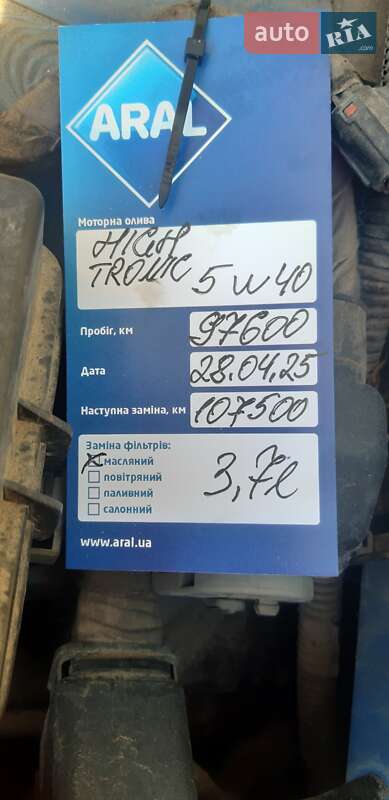 auto RIA.com
ARAL
Моторна олива
HIGH
TRONIC 5w40
Пробіг, км 97600
Дата 28.04.25
Наступна заміна, км 107500
Заміна фільтрів:
масляний
повітряний
паливний
салонний
3,7l
www.aral.ua